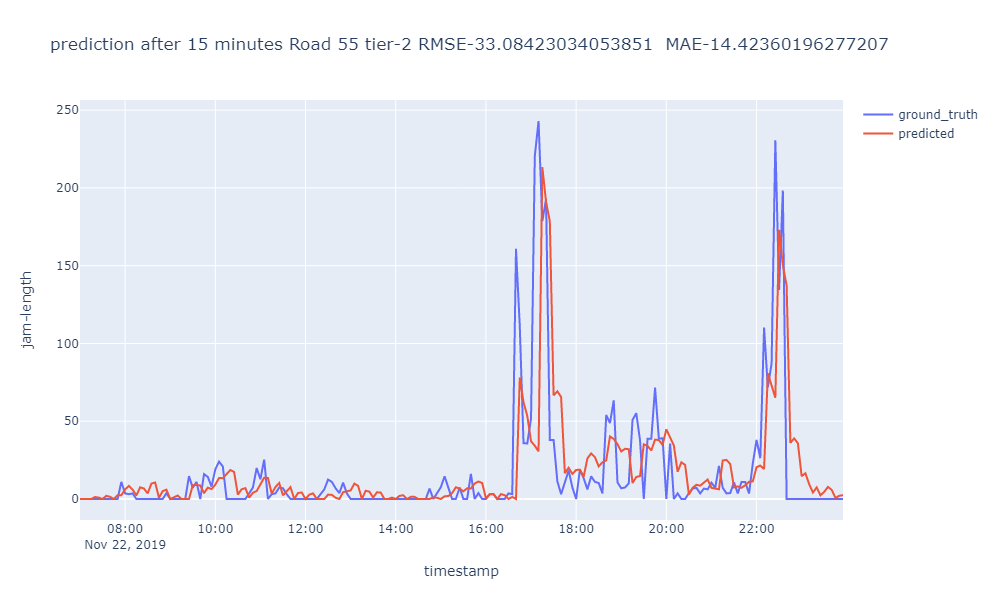 prediction after 15 minutes Road 55 tier-2 RMSE-33.08423034053851  MAE-14.42360196277207
ground_truth
predicted
jam-length
250
200
150
100
50
0
08:00 10:00 12:00 14:00 16:00 18:00 20:00 22:00
Nov 22, 2019
timestamp